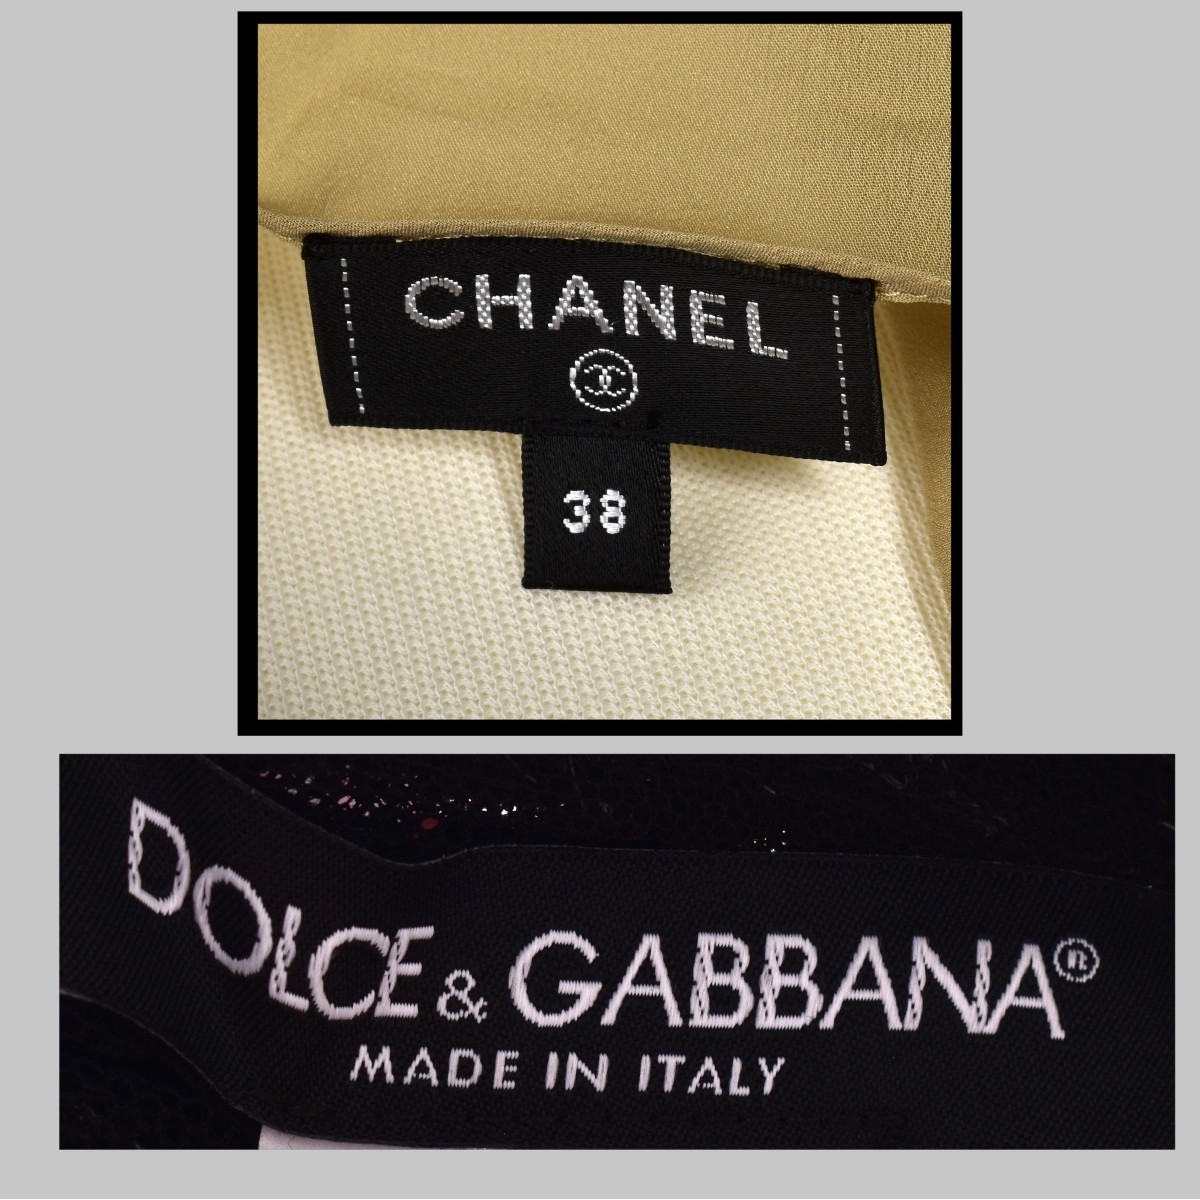 CHANEL
38
DOLCE & GABBANA®
MADE IN ITALY